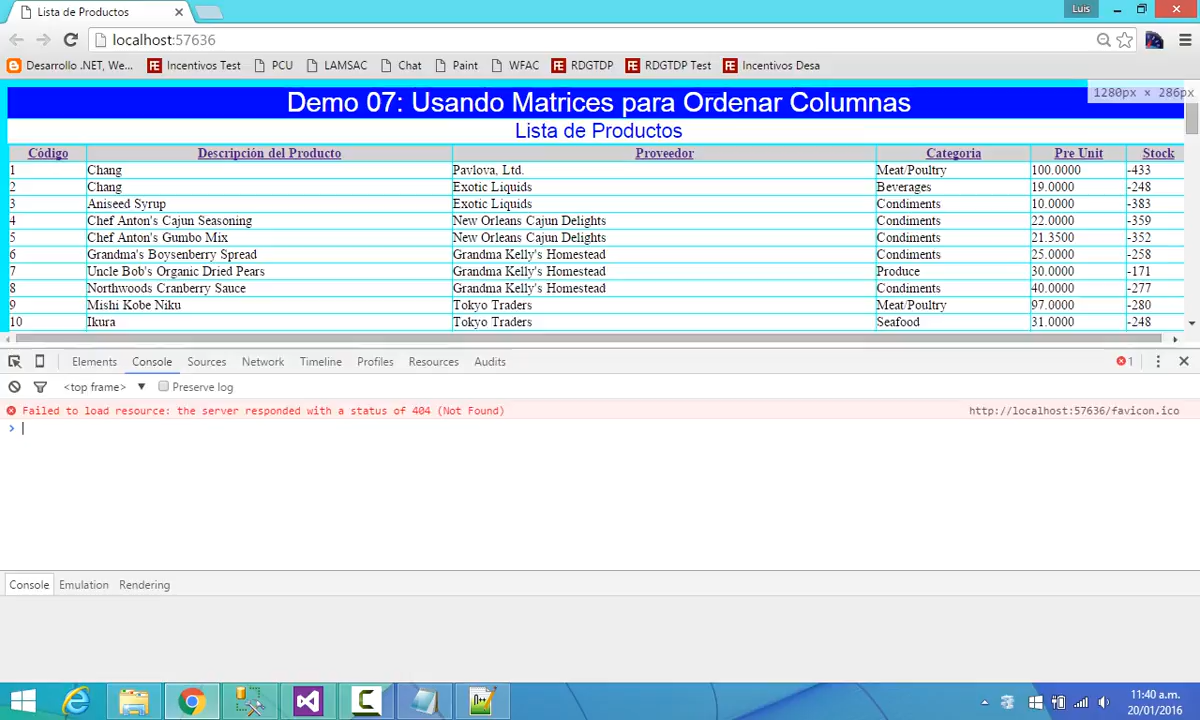 Lista de Productos
Luis
localhost:57636
Desarrollo .NET, We... Incentivos Test PCU LAMSAC Chat Paint WFAC RDGTDP RDGTDP Test Incentivos Desa
Demo 07: Usando Matrices para Ordenar Columnas
1280px × 286px
Lista de Productos
Código Descripción del Producto Proveedor Categoria Pre Unit Stock
1 Chang Pavlova, Ltd. Meat/Poultry 100.0000 -433
2 Chang Exotic Liquids Beverages 19.0000 -248
3 Aniseed Syrup Exotic Liquids Condiments 10.0000 -383
4 Chef Anton's Cajun Seasoning New Orleans Cajun Delights Condiments 22.0000 -359
5 Chef Anton's Gumbo Mix New Orleans Cajun Delights Condiments 21.3500 -352
6 Grandma's Boysenberry Spread Grandma Kelly's Homestead Condiments 25.0000 -258
7 Uncle Bob's Organic Dried Pears Grandma Kelly's Homestead Produce 30.0000 -171
8 Northwoods Cranberry Sauce Grandma Kelly's Homestead Condiments 40.0000 -277
9 Mishi Kobe Niku Tokyo Traders Meat/Poultry 97.0000 -280
10 Ikura Tokyo Traders Seafood 31.0000 -248
Elements Console Sources Network Timeline Profiles Resources Audits 1
<top frame> Preserve log
Failed to load resource: the server responded with a status of 404 (Not Found) http://localhost:57636/favicon.ico
Console Emulation Rendering
11:40 a.m.
20/01/2016